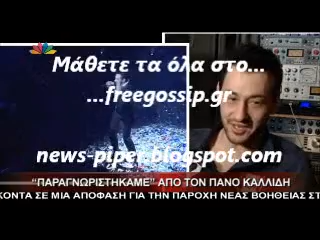 Μάθετε τα όλα στο...
...freegossip.gr
news-piper.blogspot.com
“ΠΑΡΑΓΝΩΡΙΣΤΗΚΑΜΕ” ΑΠΟ ΤΟΝ ΠΑΝΟ ΚΑΛΛΙΔΗ
ΚΟΝΤΑ ΣΕ ΜΙΑ ΑΠΟΦΑΣΗ ΓΙΑ ΤΗΝ ΠΑΡΟΧΗ ΝΕΑΣ ΒΟΗΘΕΙΑΣ ΣΤ